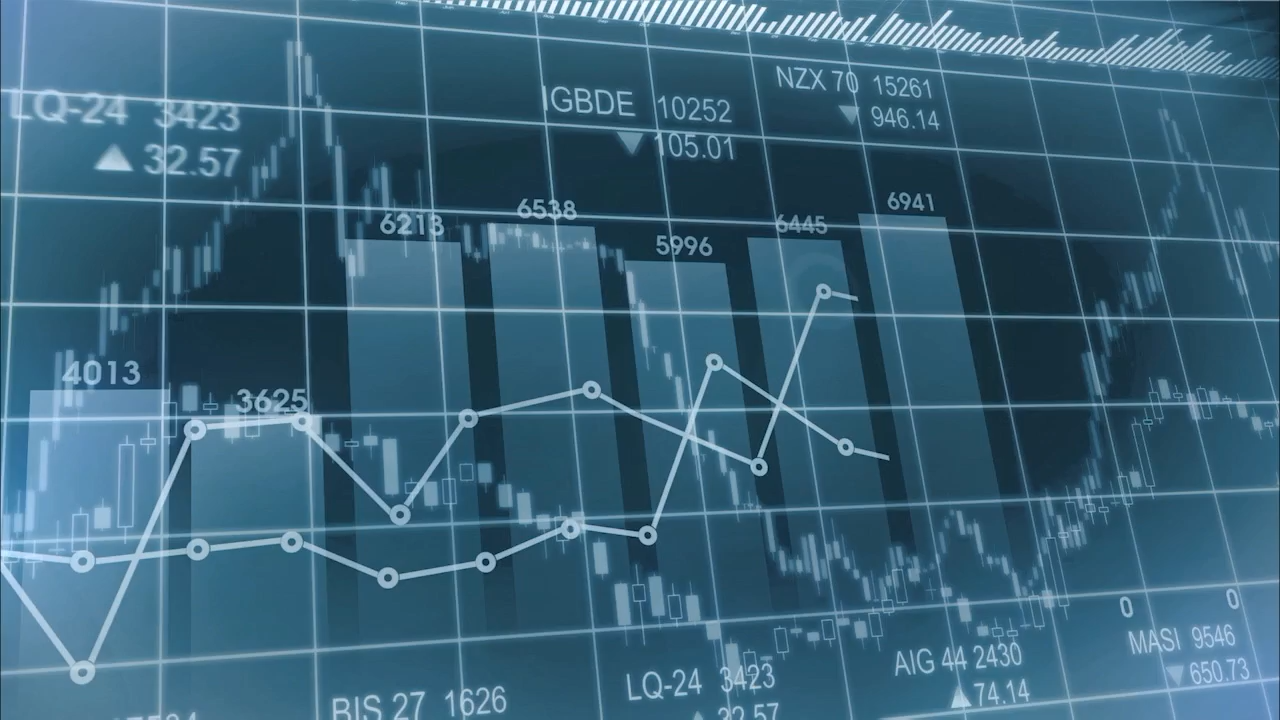 LQ-24 3423
▲ 32.57
IGBDE 10252
▼ 105.01
NZX 70 15261
▼ 946.14
4013
3625
6213
6538
5996
6445
6941
0 0
BIS 27 1626
LQ-24 3423
32.57
AIG 44 2430
▲ 74.14
MASI 9546
▼ 650.73